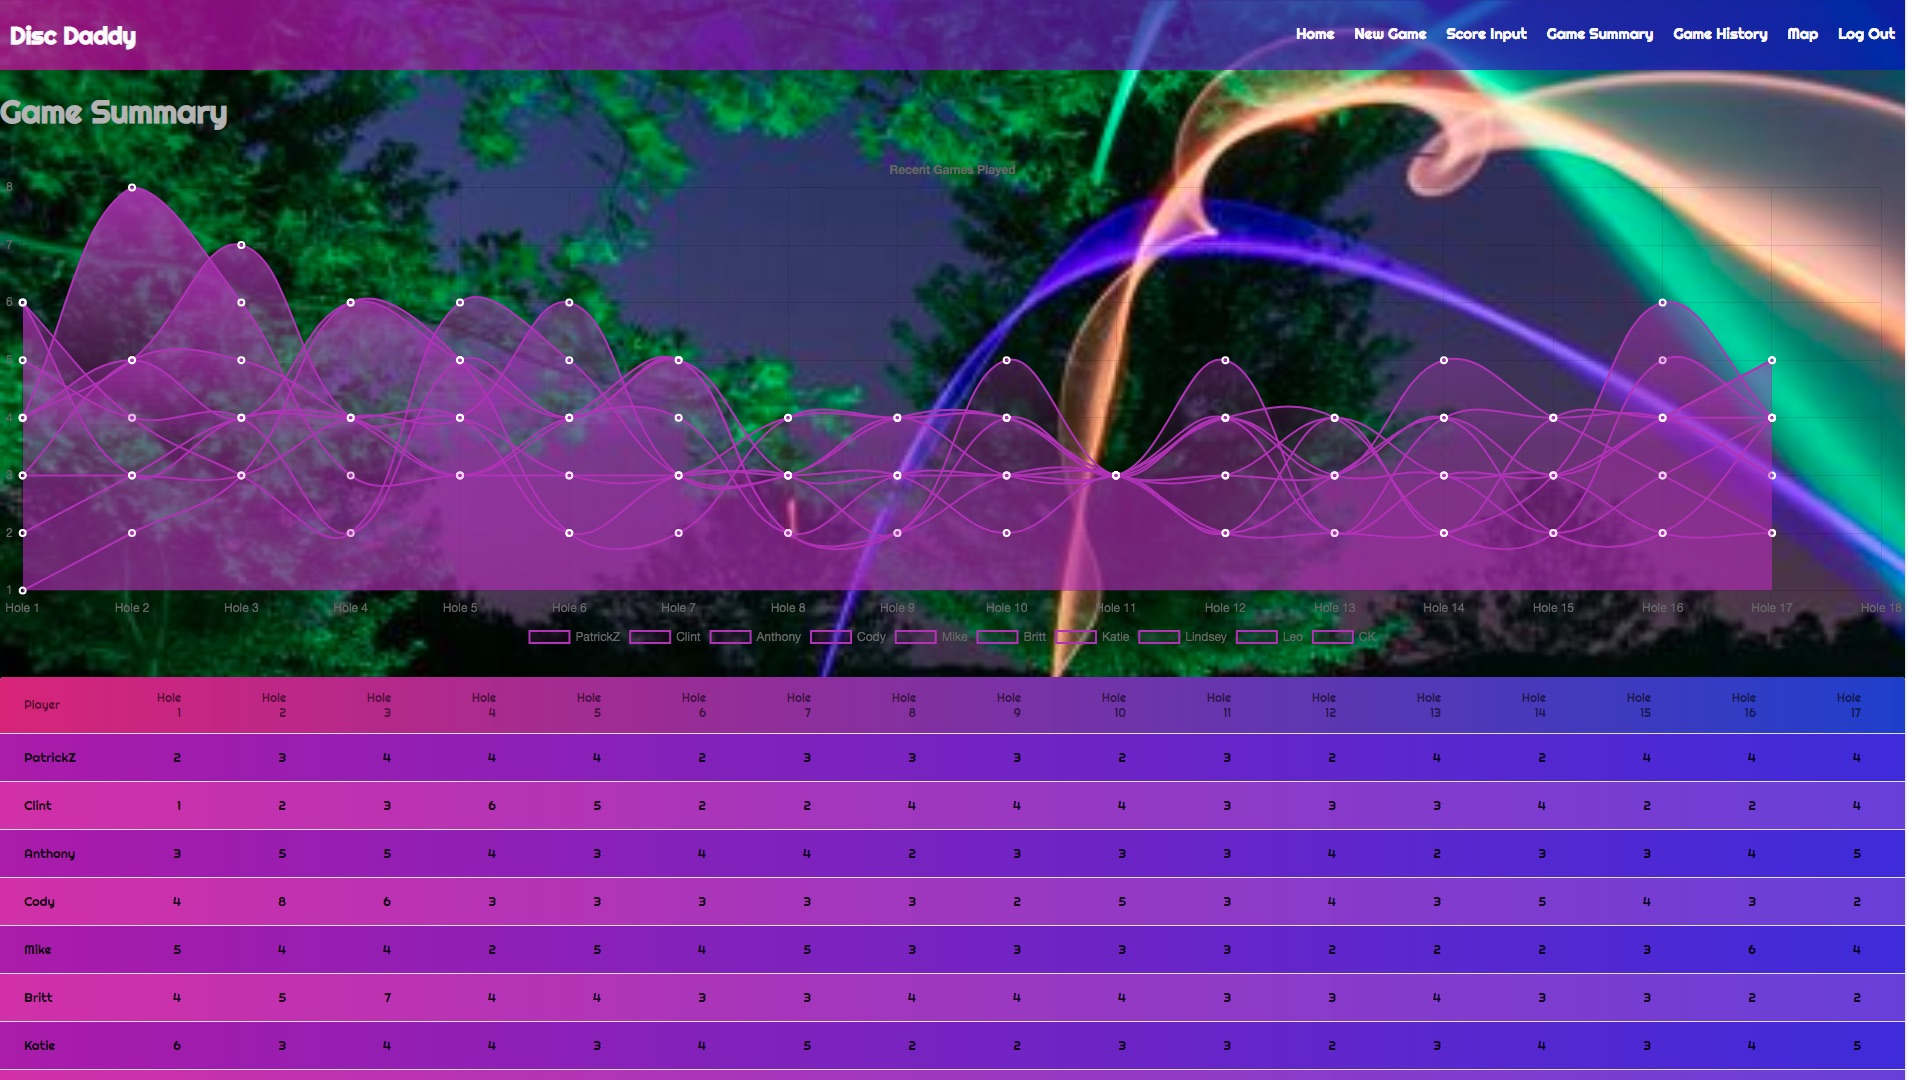 Disc Daddy
Home New Game Score Input Game Summary Game History Map Log Out
Game Summary
Recent Games Played
8
7
6
5
4
3
2
1
Hole 1 Hole 2 Hole 3 Hole 4 Hole 5 Hole 6 Hole 7 Hole 8 Hole 9 Hole 10 Hole 11 Hole 12 Hole 13 Hole 14 Hole 15 Hole 16 Hole 17 Hole 18
PatrickZ Clint Anthony Cody Mike Britt Katie Lindsey Leo CK
Player Hole 1 Hole 2 Hole 3 Hole 4 Hole 5 Hole 6 Hole 7 Hole 8 Hole 9 Hole 10 Hole 11 Hole 12 Hole 13 Hole 14 Hole 15 Hole 16 Hole 17
PatrickZ 2 3 4 4 4 2 3 3 3 2 3 2 4 2 4 4 4
Clint 1 2 3 6 5 2 2 4 4 4 3 3 3 4 2 2 4
Anthony 3 5 5 4 3 4 4 2 3 3 3 4 2 3 3 4 5
Cody 4 8 6 3 3 3 3 3 2 5 3 4 3 5 4 3 2
Mike 5 4 4 2 5 4 5 3 3 3 3 2 2 2 3 6 4
Britt 4 5 7 4 4 3 3 4 4 4 3 3 4 3 3 2 2
Katie 6 3 4 4 3 4 5 2 2 3 3 2 3 4 3 4 5